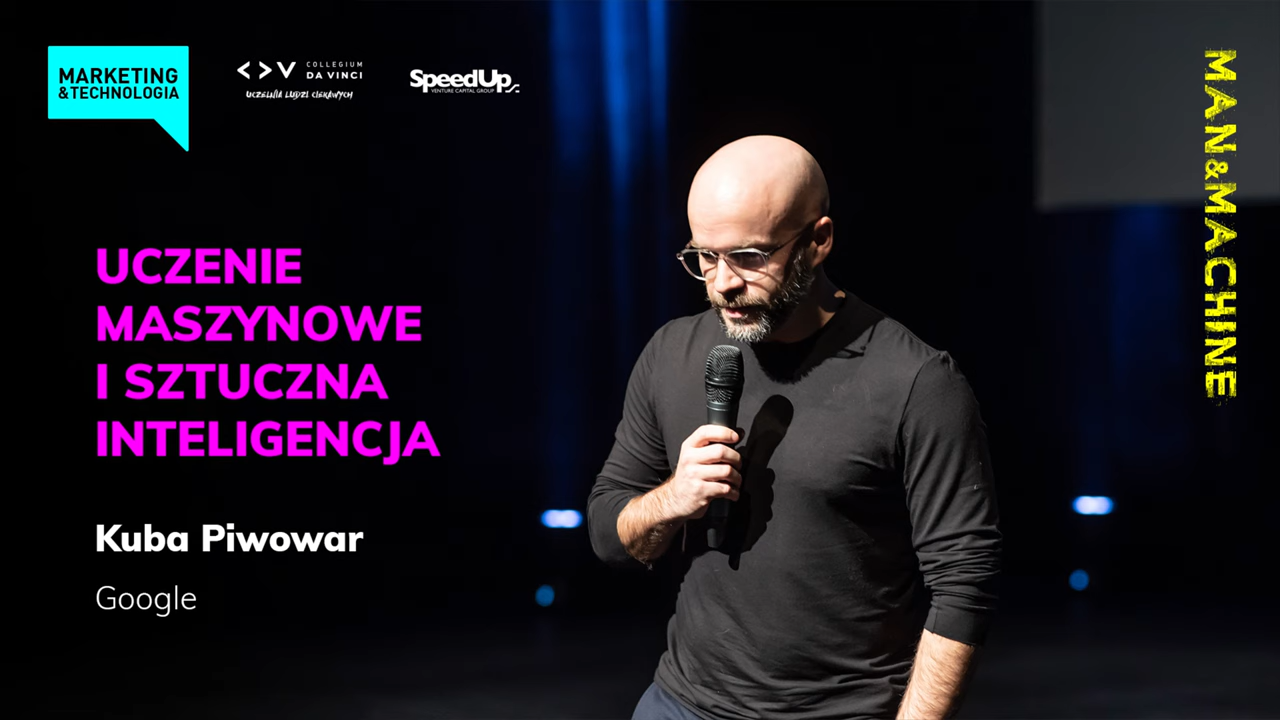 MARKETING
&TECHNOLOGIA
COLLEGIUM
DA VINCI
UCZELNIA LUDZI CIEKAWYCH
SpeedUp
VENTURE CAPITAL GROUP
MAN&MACHINE
UCZENIE
MASZYNOWE
I SZTUCZNA
INTELIGENCJA
Kuba Piwowar
Google